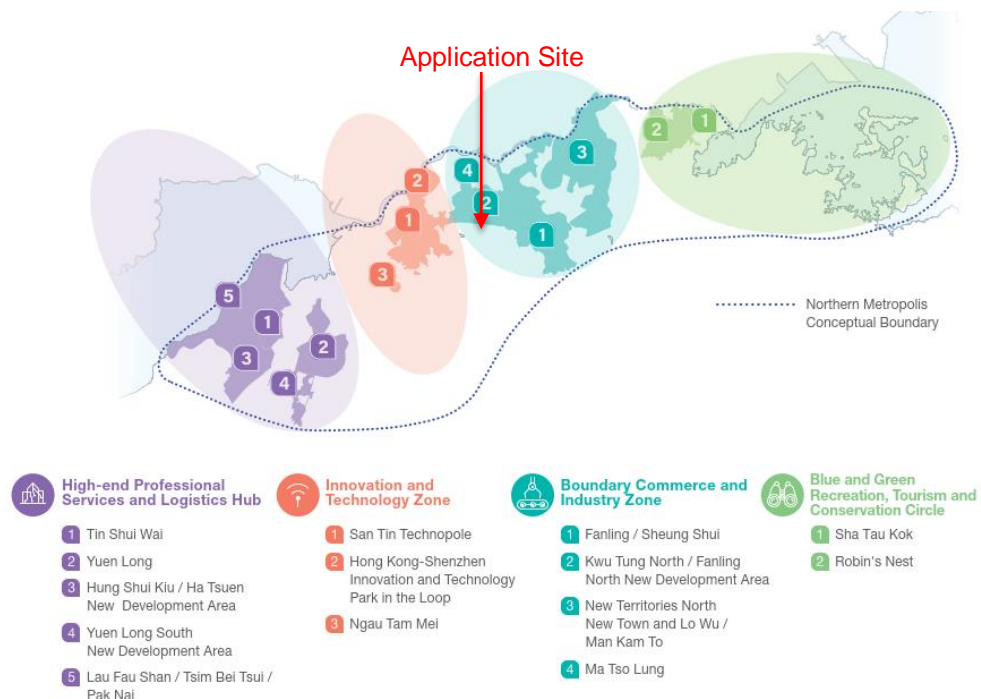 Application Site
2
1
3
4
2
1
2
1
3
5
1
2
3
4
Northern Metropolis
Conceptual Boundary
High-end Professional
Services and Logistics Hub
1 Tin Shui Wai
2 Yuen Long
3 Hung Shui Kiu / Ha Tsuen
New Development Area
4 Yuen Long South
New Development Area
5 Lau Fau Shan / Tsim Bei Tsui /
Pak Nai
Innovation and
Technology Zone
1 San Tin Technopole
2 Hong Kong-Shenzhen
Innovation and Technology
Park in the Loop
3 Ngau Tam Mei
Boundary Commerce and
Industry Zone
1 Fanling / Sheung Shui
2 Kwu Tung North / Fanling
North New Development Area
3 New Territories North
New Town and Lo Wu /
Man Kam To
4 Ma Tso Lung
Blue and Green
Recreation, Tourism and
Conservation Circle
1 Sha Tau Kok
2 Robin's Nest